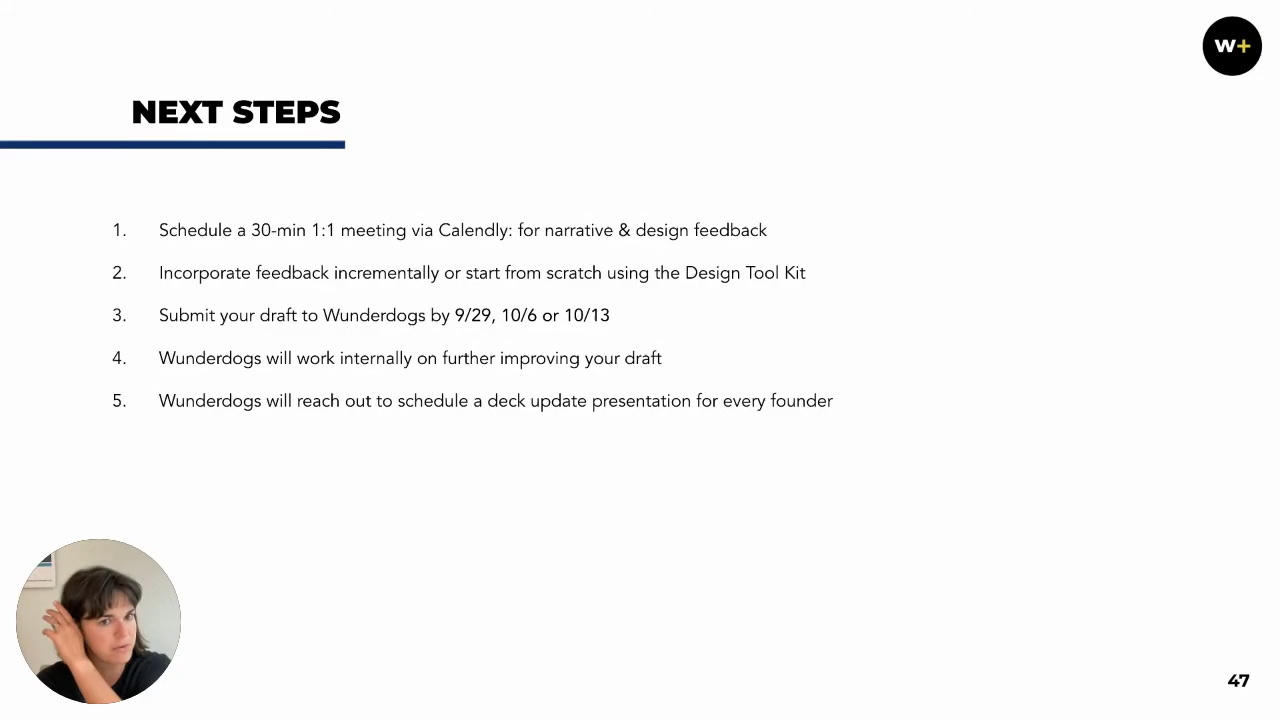 W+
NEXT STEPS
1. Schedule a 30-min 1:1 meeting via Calendly: for narrative & design feedback
2. Incorporate feedback incrementally or start from scratch using the Design Tool Kit
3. Submit your draft to Wunderdogs by 9/29, 10/6 or 10/13
4. Wunderdogs will work internally on further improving your draft
5. Wunderdogs will reach out to schedule a deck update presentation for every founder
47